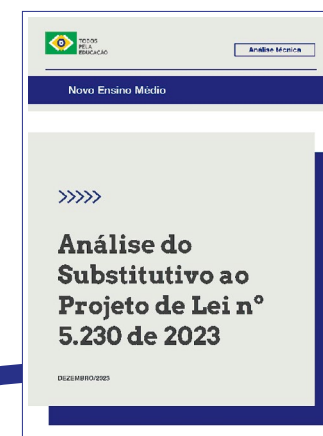 TODOS
PELA
EDUCAÇÃO
Análise técnica
Novo Ensino Médio
>>>>>
Análise do
Substitutivo ao
Projeto de Lei nº
5.230 de 2023
DEZEMBRO/2023